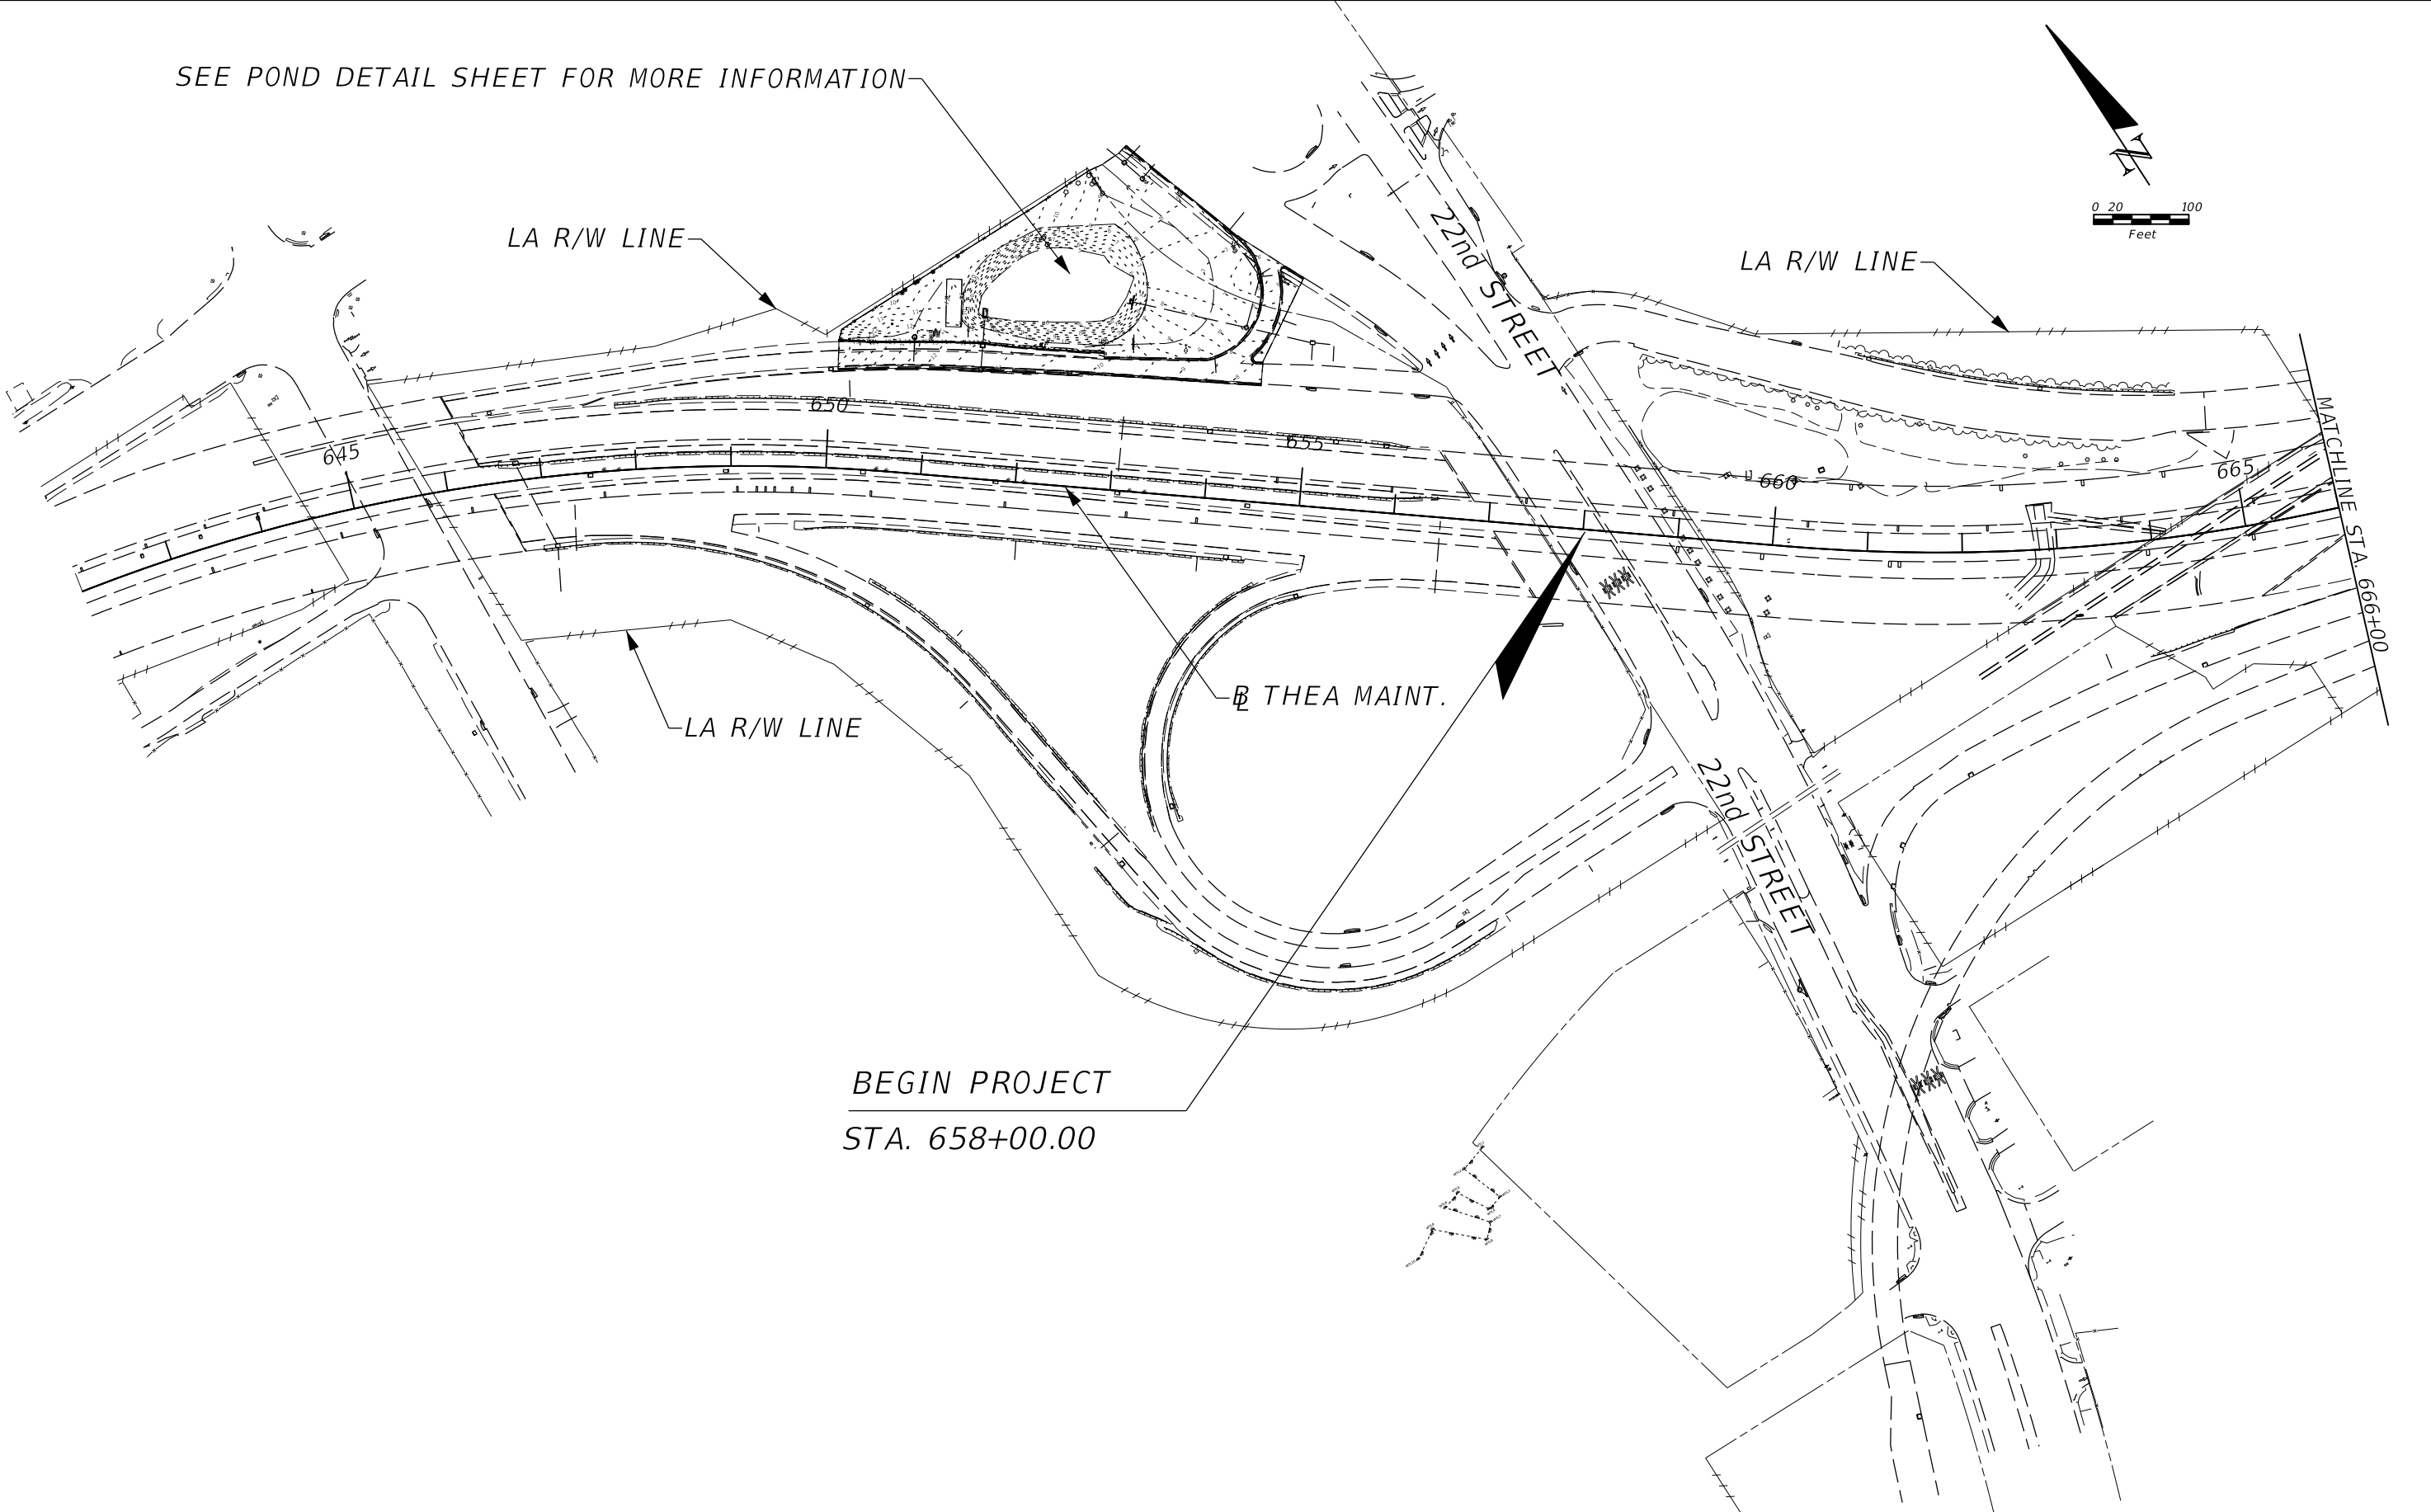 SEE POND DETAIL SHEET FOR MORE INFORMATION
LA R/W LINE
22nd STREET
N
0 20 100
Feet
LA R/W LINE
645
650
655
660
665
MATCHLINE STA. 666+00
BL THEA MAINT.
LA R/W LINE
22nd STREET
BEGIN PROJECT
STA. 658+00.00